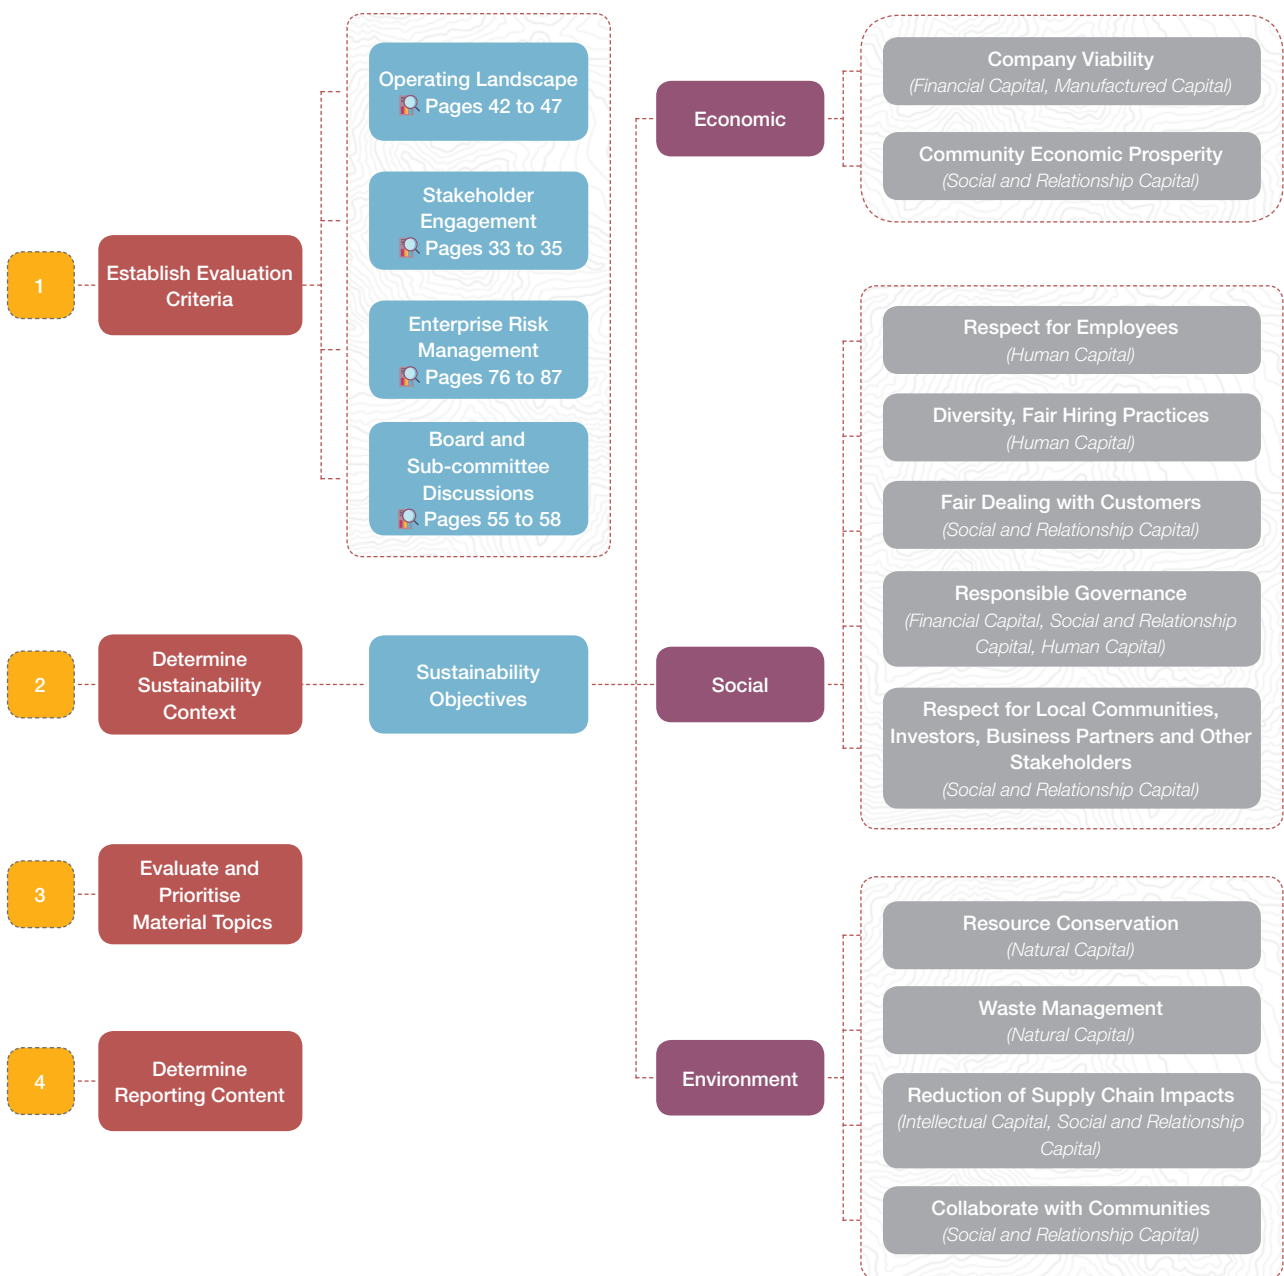 1
Establish Evaluation
Criteria
Operating Landscape
Pages 42 to 47
Stakeholder
Engagement
Pages 33 to 35
Enterprise Risk
Management
Pages 76 to 87
Board and
Sub-committee
Discussions
Pages 55 to 58
2
Determine
Sustainability
Context
Sustainability
Objectives
Economic
Company Viability
(Financial Capital, Manufactured Capital)
Community Economic Prosperity
(Social and Relationship Capital)
Social
Respect for Employees
(Human Capital)
Diversity, Fair Hiring Practices
(Human Capital)
Fair Dealing with Customers
(Social and Relationship Capital)
Responsible Governance
(Financial Capital, Social and Relationship
Capital, Human Capital)
Respect for Local Communities,
Investors, Business Partners and Other
Stakeholders
(Social and Relationship Capital)
Environment
Resource Conservation
(Natural Capital)
Waste Management
(Natural Capital)
Reduction of Supply Chain Impacts
(Intellectual Capital, Social and Relationship
Capital)
Collaborate with Communities
(Social and Relationship Capital)
3
Evaluate and
Prioritise
Material Topics
4
Determine
Reporting Content